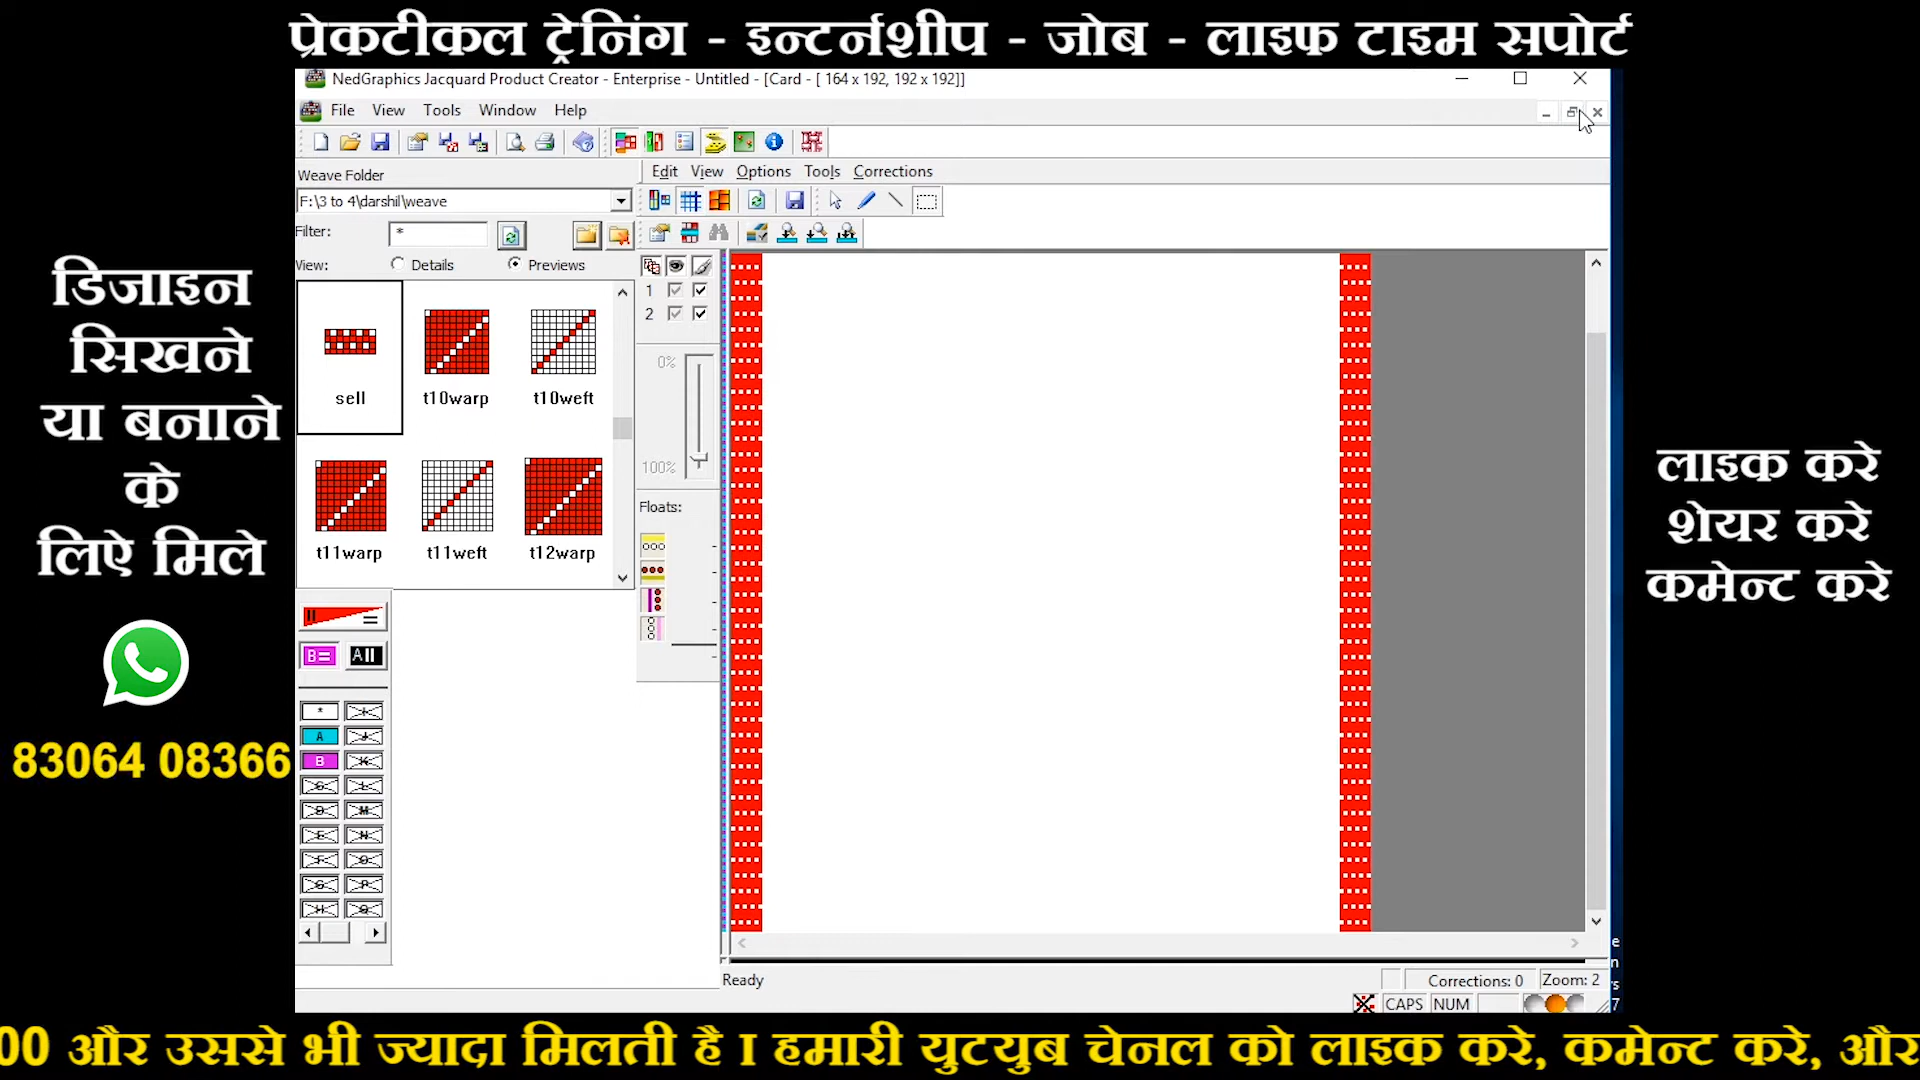 प्रेकटीकल ट्रेनिंग - इन्टर्नशीप - जोब - लाइफ टाइम सपोर्ट
NedGraphics Jacquard Product Creator - Enterprise - Untitled - [Card - [ 164 x 192, 192 x 192]]
File View Tools Window Help
Weave Folder
Edit View Options Tools Corrections
F:\3 to 4\darshil\weave
Filter: *
View: Details Previews
1
2
sell t10warp t10weft
0%
100%
t11warp t11weft t12warp
Floats:
B= A||
*
A
B
Ready
Corrections: 0 Zoom: 2
CAPS NUM
डिजाइन
सिखने
या बनाने
के
लिऐ मिले
83064 08366
लाइक करे
शेयर करे
कमेन्ट करे
00 और उससे भी ज्यादा मिलती है I हमारी युटयुब चेनल को लाइक करे, कमेन्ट करे, और